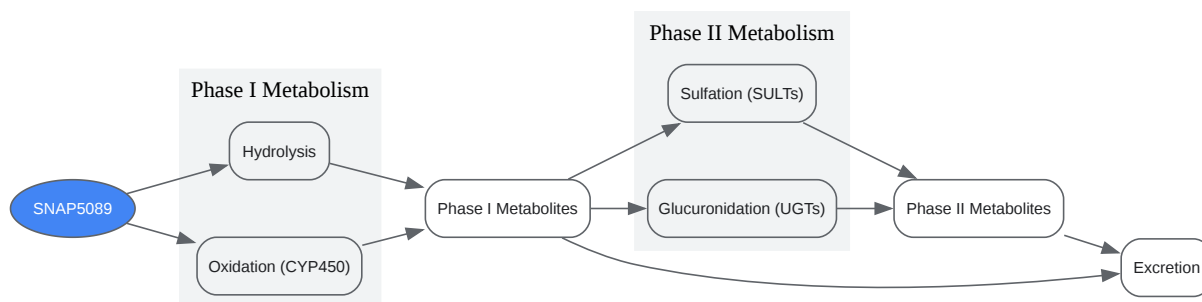 SNAP5089
Phase I Metabolism
Hydrolysis
Oxidation (CYP450)
Phase I Metabolites
Phase II Metabolism
Sulfation (SULTs)
Glucuronidation (UGTs)
Phase II Metabolites
Excretion